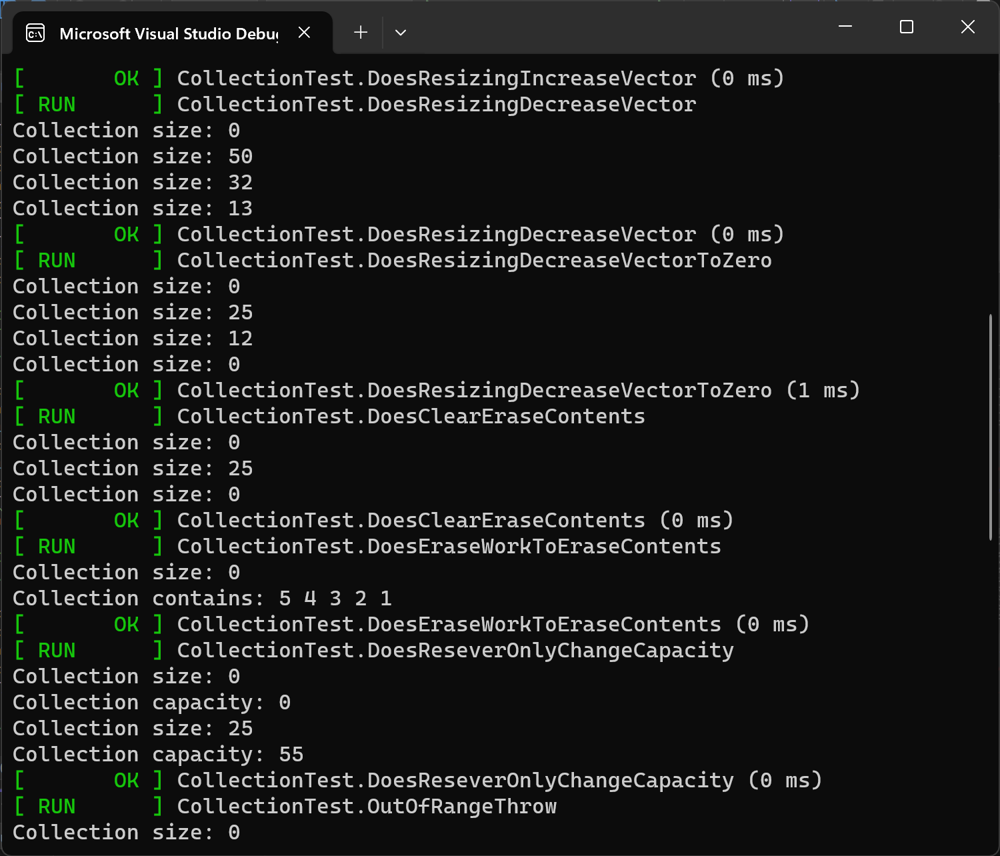 Microsoft Visual Studio Debug
[       OK ] CollectionTest.DoesResizingIncreaseVector (0 ms)
[ RUN      ] CollectionTest.DoesResizingDecreaseVector
Collection size: 0
Collection size: 50
Collection size: 32
Collection size: 13
[       OK ] CollectionTest.DoesResizingDecreaseVector (0 ms)
[ RUN      ] CollectionTest.DoesResizingDecreaseVectorToZero
Collection size: 0
Collection size: 25
Collection size: 12
Collection size: 0
[       OK ] CollectionTest.DoesResizingDecreaseVectorToZero (1 ms)
[ RUN      ] CollectionTest.DoesClearEraseContents
Collection size: 0
Collection size: 25
Collection size: 0
[       OK ] CollectionTest.DoesClearEraseContents (0 ms)
[ RUN      ] CollectionTest.DoesEraseWorkToEraseContents
Collection size: 0
Collection contains: 5 4 3 2 1
[       OK ] CollectionTest.DoesEraseWorkToEraseContents (0 ms)
[ RUN      ] CollectionTest.DoesReseverOnlyChangeCapacity
Collection size: 0
Collection capacity: 0
Collection size: 25
Collection capacity: 55
[       OK ] CollectionTest.DoesReseverOnlyChangeCapacity (0 ms)
[ RUN      ] CollectionTest.OutOfRangeThrow
Collection size: 0